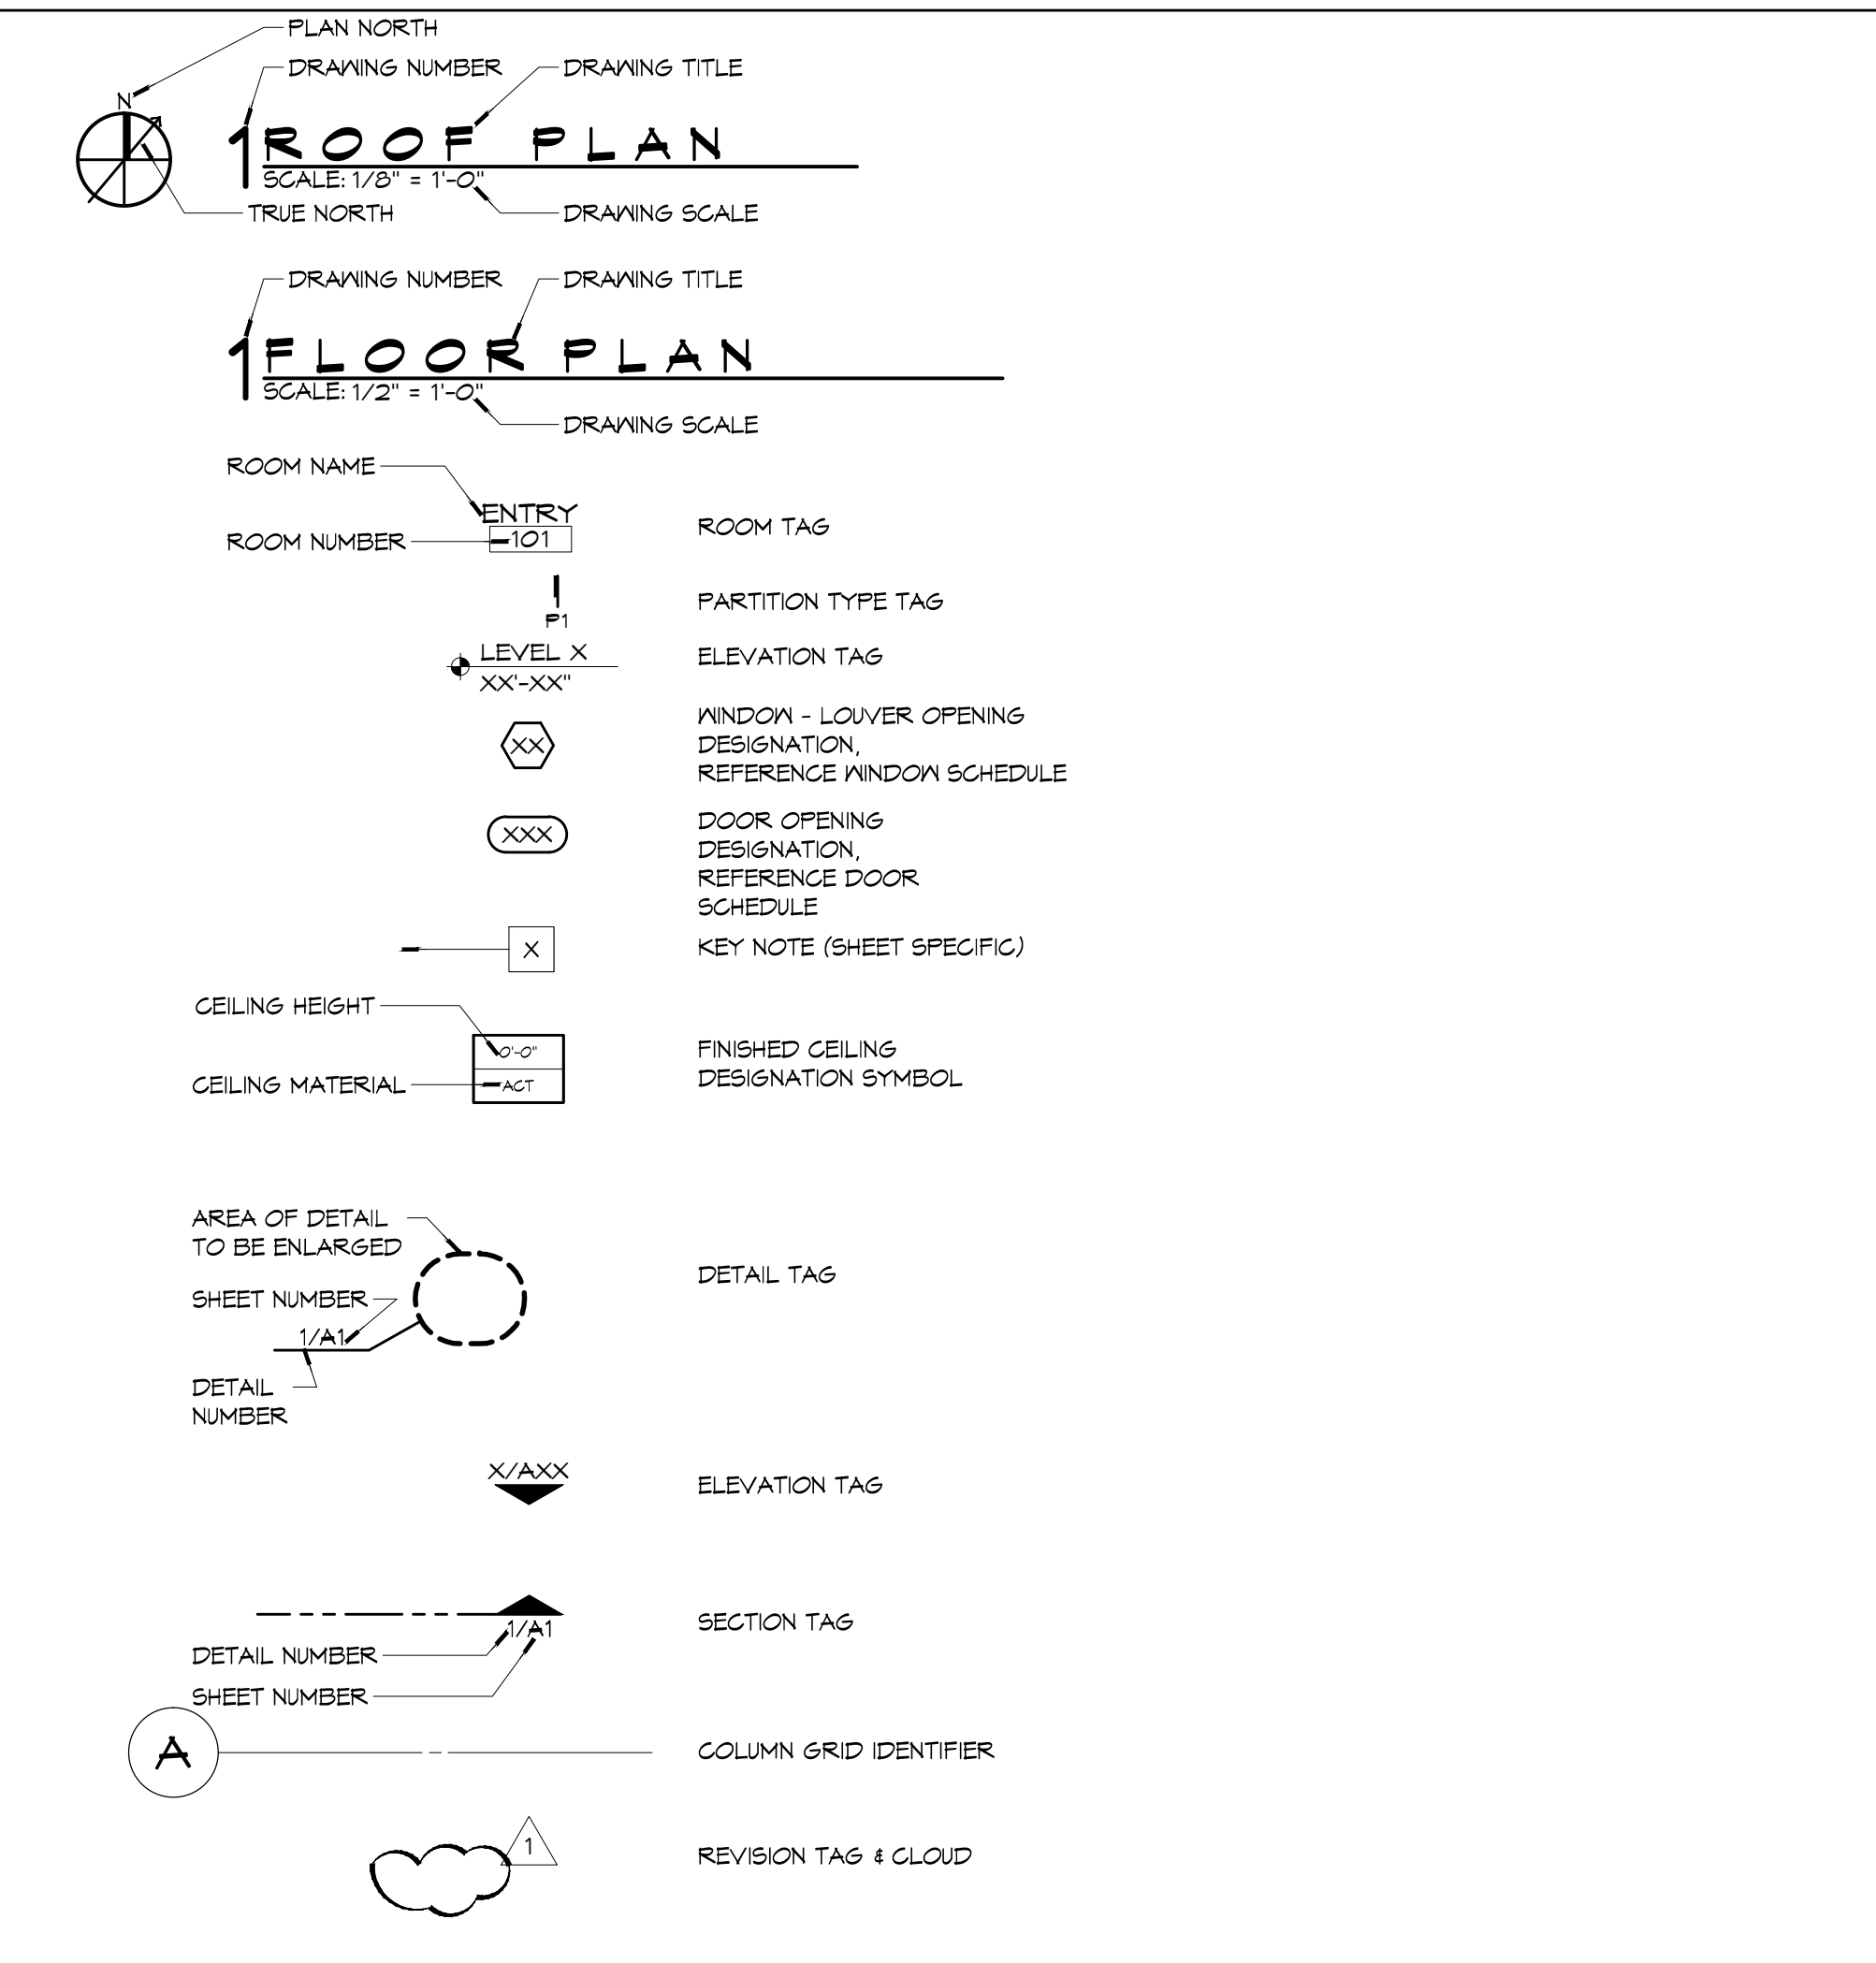 PLAN NORTH
DRAWING NUMBER DRAWING TITLE
N
1 ROOF PLAN
SCALE: 1/8" = 1'-0"
TRUE NORTH DRAWING SCALE
DRAWING NUMBER DRAWING TITLE
1 FLOOR PLAN
SCALE: 1/2" = 1'-0"
DRAWING SCALE
ROOM NAME
ENTRY
ROOM TAG
ROOM NUMBER 101
PARTITION TYPE TAG
P1
LEVEL X
ELEVATION TAG
XX'-XX"
WINDOW - LOUVER OPENING
XX DESIGNATION,
REFERENCE WINDOW SCHEDULE
DOOR OPENING
XXX DESIGNATION,
REFERENCE DOOR
SCHEDULE
X KEY NOTE (SHEET SPECIFIC)
CEILING HEIGHT
0'-0" FINISHED CEILING
CEILING MATERIAL ACT DESIGNATION SYMBOL
AREA OF DETAIL
TO BE ENLARGED
DETAIL TAG
SHEET NUMBER
1/A1
DETAIL
NUMBER
X/AXX
ELEVATION TAG
SECTION TAG
1/A1
DETAIL NUMBER
SHEET NUMBER
A COLUMN GRID IDENTIFIER
1 REVISION TAG & CLOUD